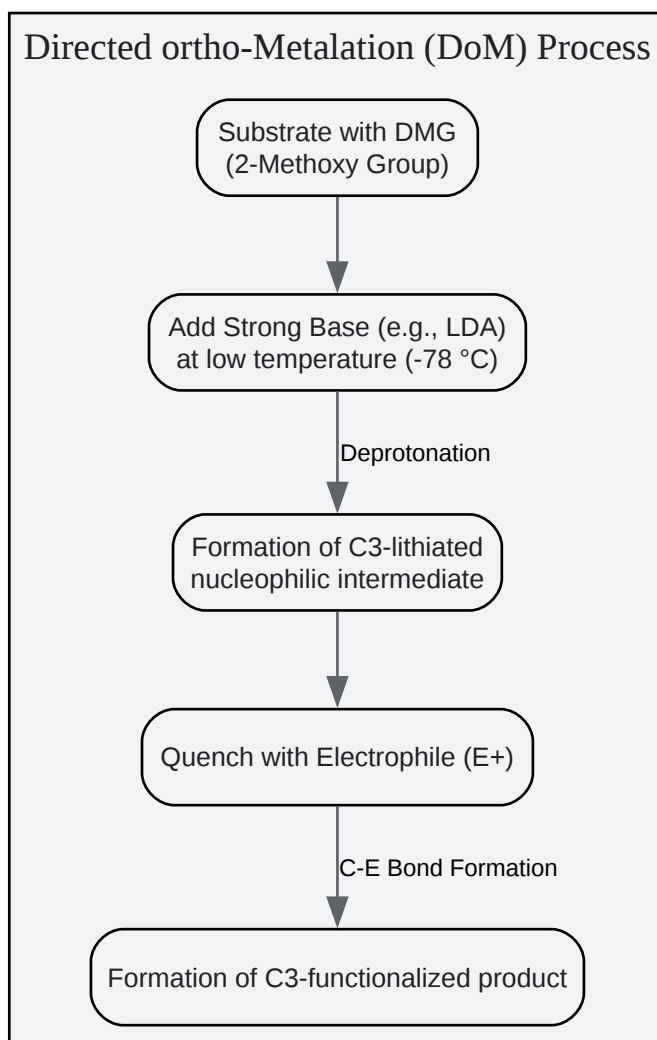 Directed ortho-Metalation (DoM) Process
Substrate with DMG
(2-Methoxy Group)
Add Strong Base (e.g., LDA)
at low temperature (-78 °C)
Deprotonation
Formation of C3-lithiated
nucleophilic intermediate
Quench with Electrophile (E+)
C-E Bond Formation
Formation of C3-functionalized product